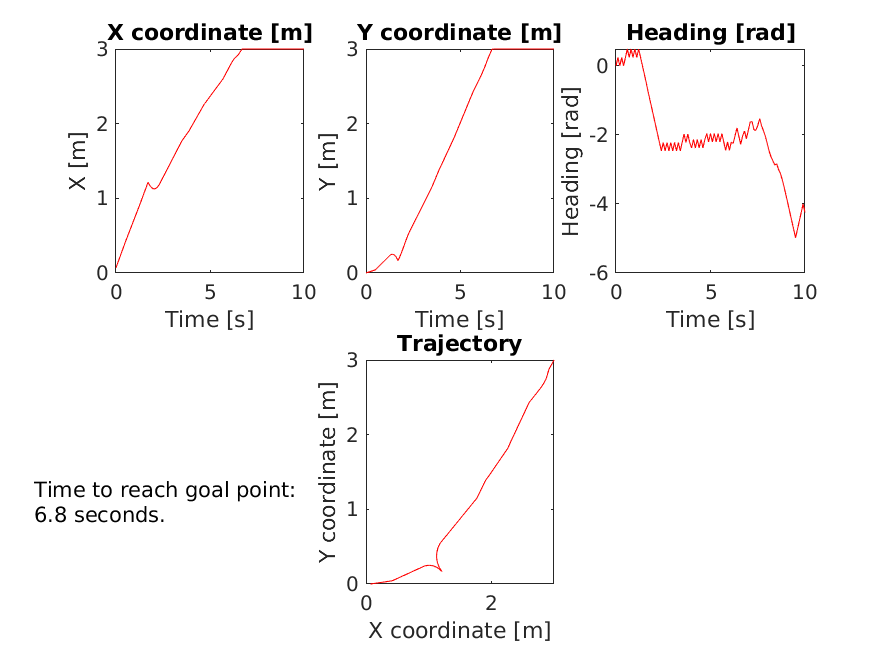 X coordinate [m]
3
2
1
0
X [m]
0
5
10
Time [s]
Y coordinate [m]
3
2
1
0
Y [m]
0
5
10
Time [s]
Heading [rad]
0
-2
-4
-6
Heading [rad]
0
5
10
Time [s]
Trajectory
3
2
1
0
Y coordinate [m]
0
2
X coordinate [m]
Time to reach goal point:
6.8 seconds.